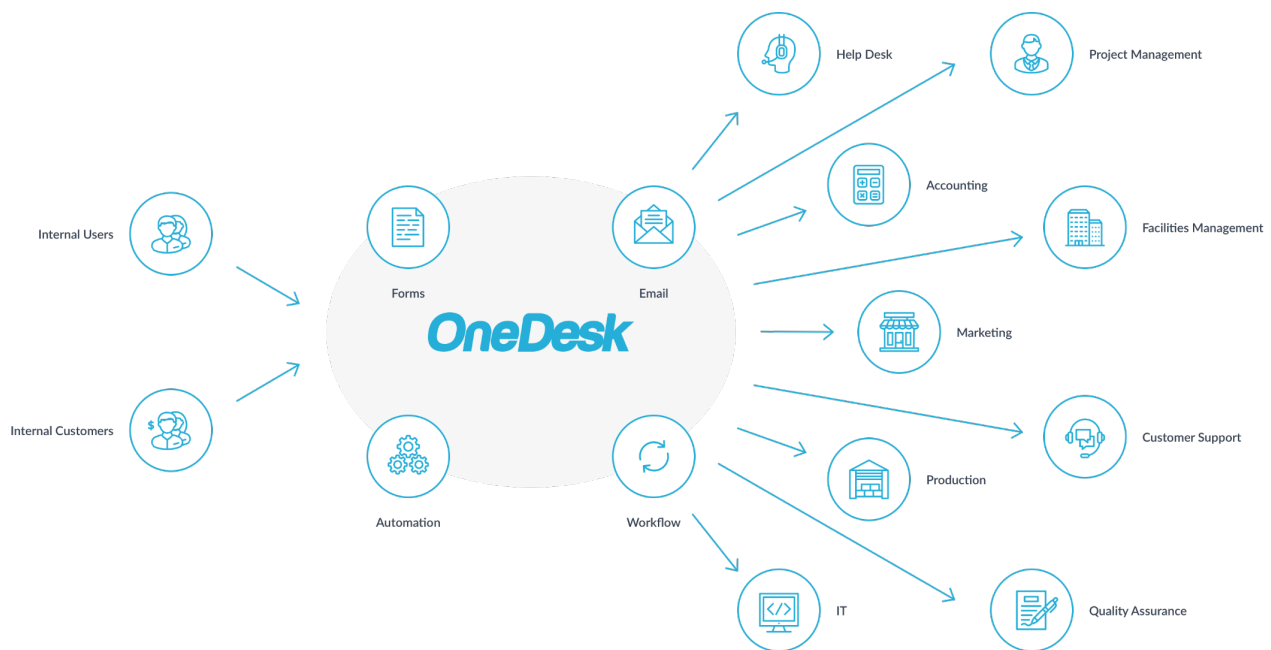 Help Desk
Project Management
Accounting
Internal Users
Facilities Management
Forms
Email
OneDesk
Marketing
$
Internal Customers
Customer Support
Production
Automation
Workflow
</>
IT
Quality Assurance